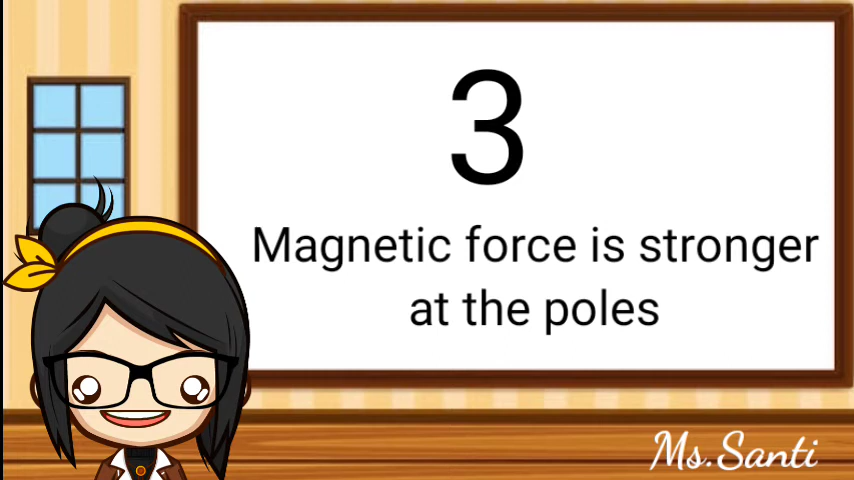 3
Magnetic force is stronger
at the poles
Ms.Santi